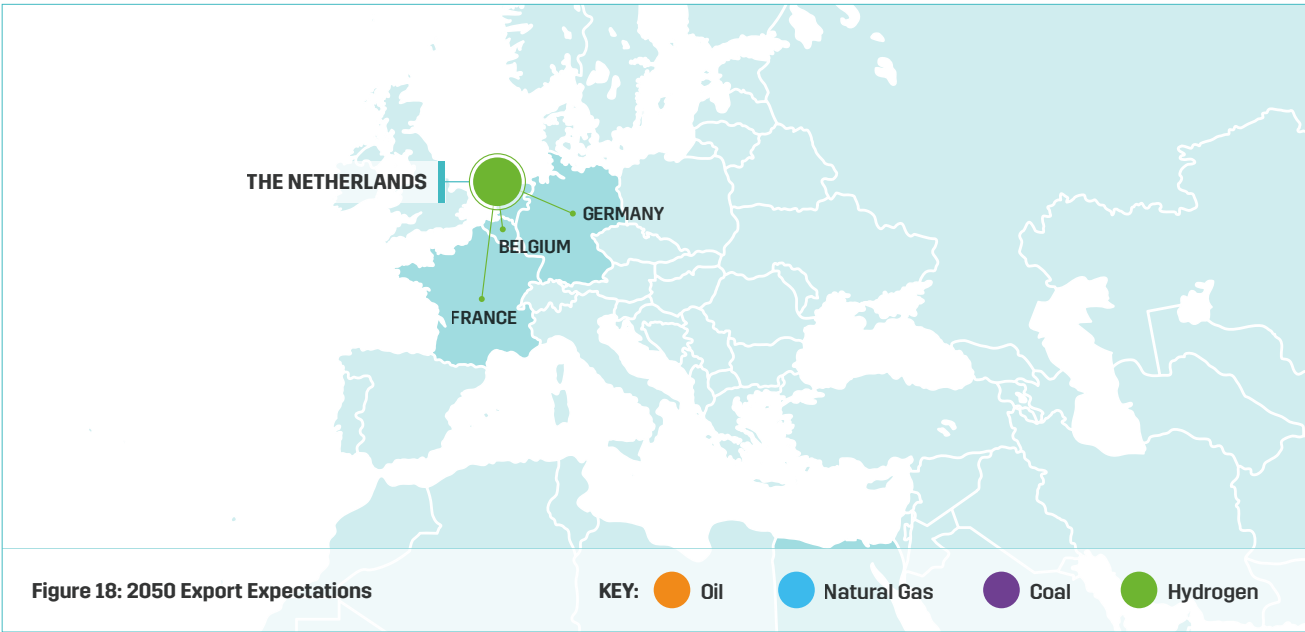 THE NETHERLANDS
GERMANY
BELGIUM
FRANCE
Figure 18: 2050 Export Expectations
KEY: Oil Natural Gas Coal Hydrogen